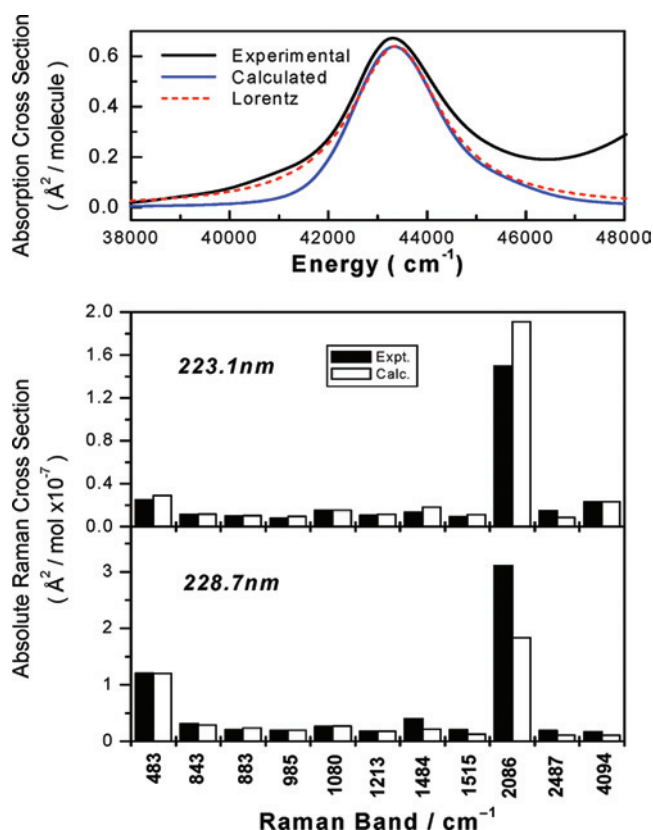 Absorption Cross Section
( Å² / molecule)
0.6
0.4
0.2
0.0
Experimental
Calculated
Lorentz
38000 40000 42000 44000 46000 48000
Energy ( cm⁻¹)
Absolute Raman Cross Section
( Å² / mol x10⁻⁷)
2.0
1.6
1.2
0.8
0.4
0.0
223.1nm
Expt.
Calc.
3
2
1
0
228.7nm
483 843 883 985 1080 1213 1484 1515 2086 2487 4094
Raman Band / cm⁻¹